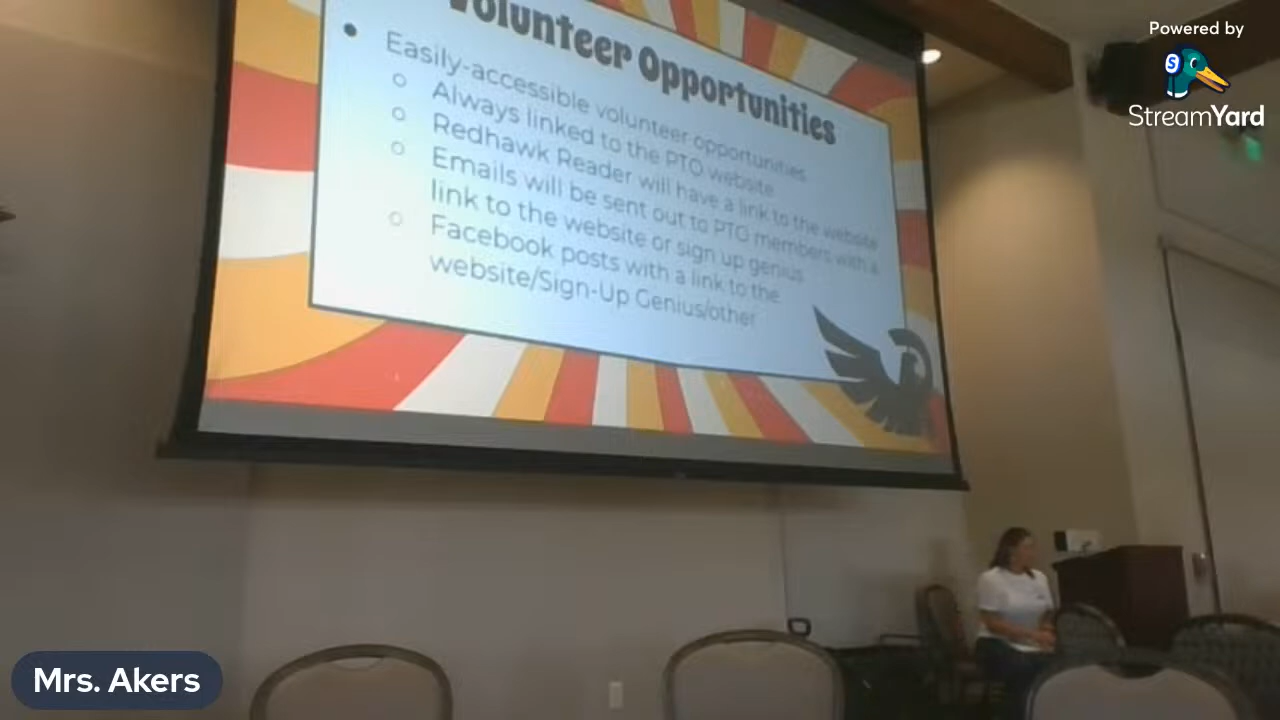 Powered by
StreamYard
Volunteer Opportunities
Easily-accessible volunteer opportunities
Always linked to the PTO website
Redhawk Reader will have a link to the website
Emails will be sent out to PTO members with a
link to the website or sign up genius
Facebook posts with a link to the
website/Sign-Up Genius/other
Mrs. Akers